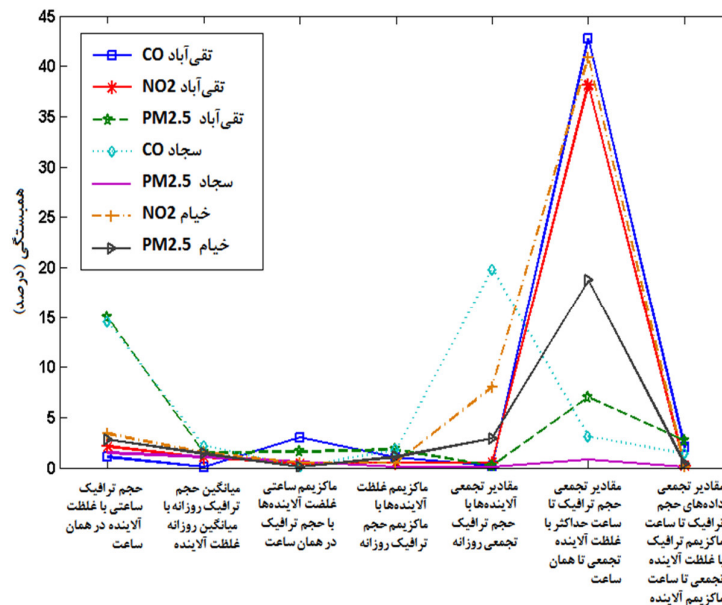 45
40
35
30
25
20
15
10
5
0
همبستگی (درصد)
CO تقی‌آباد
NO2 تقی‌آباد
PM2.5 تقی‌آباد
CO سجاد
PM2.5 سجاد
NO2 خیام
PM2.5 خیام
حجم ترافیک
ساعتی با غلظت
آلاینده در همان
ساعت
میانگین حجم
ترافیک روزانه با
میانگین روزانه
غلظت آلاینده
ماکزیمم ساعتی
غلضت آلاینده‌ها
با حجم ترافیک
در همان ساعت
ماکزیمم غلظت
آلاینده‌ها با
ماکزیمم حجم
ترافیک روزانه
مقادیر تجمعی
آلاینده‌ها با
حجم ترافیک
تجمعی روزانه
مقادیر تجمعی
حجم ترافیک تا
ساعت حداکثر با
غلظت آلاینده
تجمعی تا همان
ساعت
مقادیر تجمعی
داده‌های حجم
ترافیک تا ساعت
ماکزیمم ترافیک
با غلظت آلاینده
تجمعی تا ساعت
ماکزیمم آلاینده